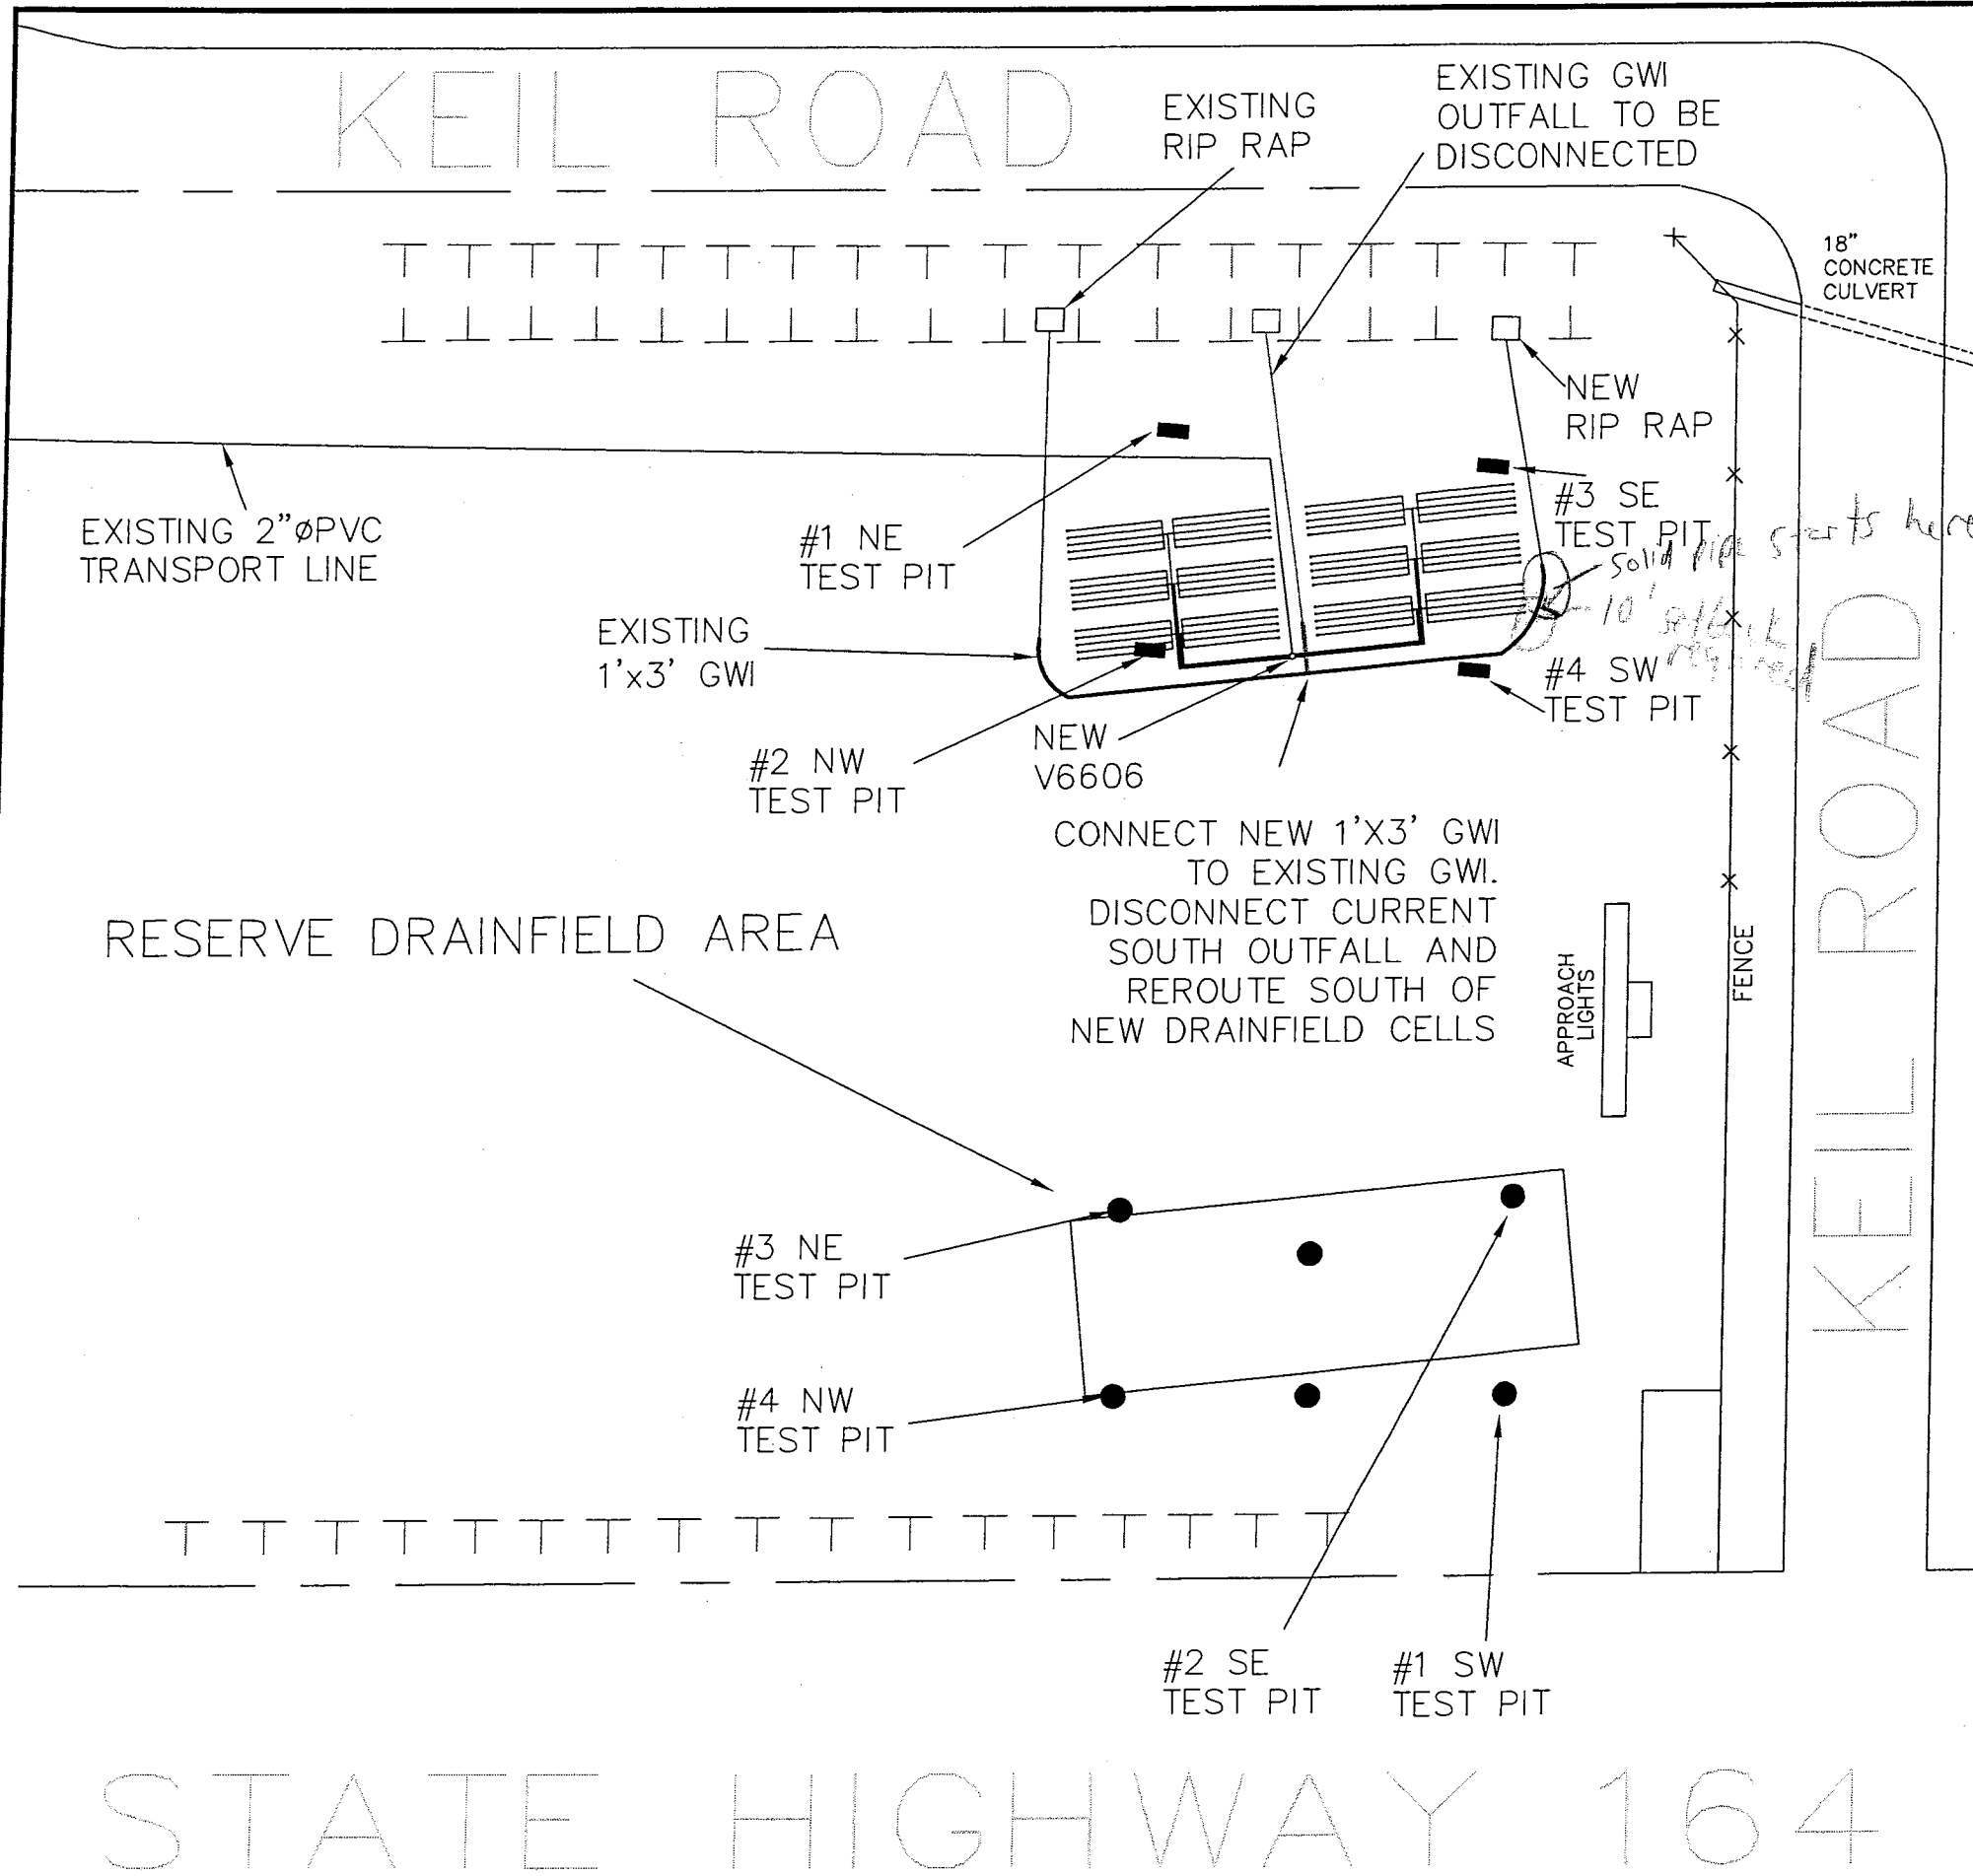 KEIL ROAD
EXISTING
RIP RAP
EXISTING GWI
OUTFALL TO BE
DISCONNECTED
18"
CONCRETE
CULVERT
NEW
RIP RAP
EXISTING 2"øPVC
TRANSPORT LINE
#1 NE
TEST PIT
#3 SE
TEST PIT
solid pipe starts here
10' setback
required
EXISTING
1'x3' GWI
#4 SW
TEST PIT
#2 NW
TEST PIT
NEW
V6606
CONNECT NEW 1'X3' GWI
TO EXISTING GWI.
DISCONNECT CURRENT
SOUTH OUTFALL AND
REROUTE SOUTH OF
NEW DRAINFIELD CELLS
RESERVE DRAINFIELD AREA
APPROACH
LIGHTS
FENCE
KEIL ROAD
#3 NE
TEST PIT
#4 NW
TEST PIT
#2 SE
TEST PIT
#1 SW
TEST PIT
STATE HIGHWAY 164